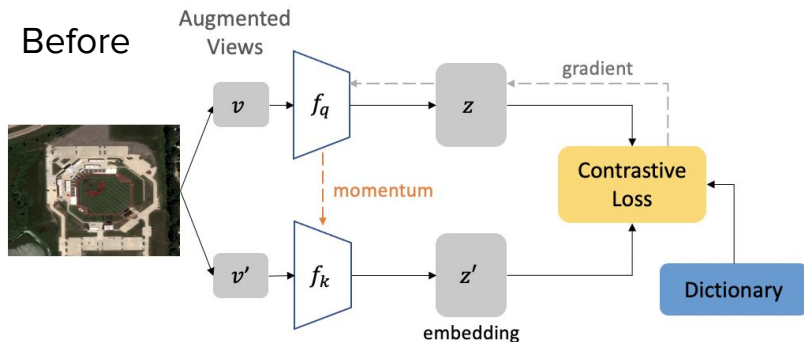 Before
Augmented
Views
v
f_q
z
gradient
momentum
Contrastive
Loss
v'
f_k
z'
Dictionary
embedding